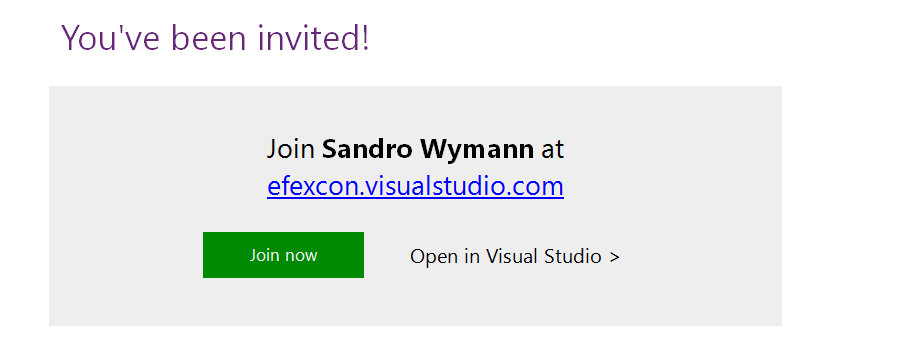 You've been invited!
Join Sandro Wymann at
efexcon.visualstudio.com
Join now
Open in Visual Studio >